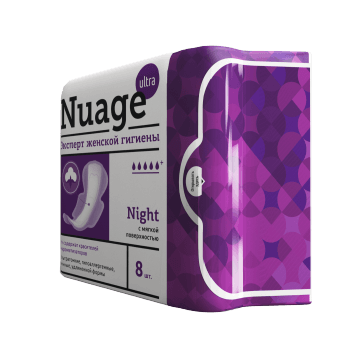 ultra
Nuage
Эксперт женской гигиены
Night
с мягкой
поверхностью
8 шт.